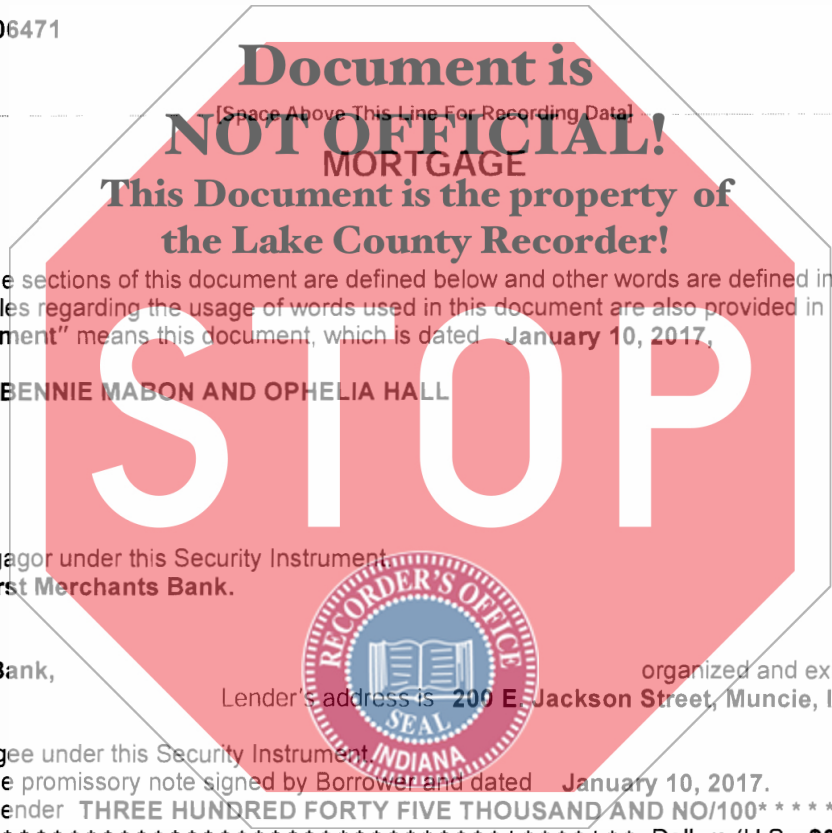 06471
Document is
[Space Above This Line For Recording Data]
NOT OFFICIAL!
MORTGAGE
This Document is the property of
the Lake County Recorder!
e sections of this document are defined below and other words are defined in
les regarding the usage of words used in this document are also provided in
ment” means this document, which is dated January 10, 2017,
BENNIE MABON AND OPHELIA HALL
STOP
agor under this Security Instrument.
rst Merchants Bank.
RECORDER'S OFFICE
Bank,
organized and ex
Lender's address is 200 E. Jackson Street, Muncie, I
SEAL
INDIANA
gee under this Security Instrument.
e promissory note signed by Borrower and dated January 10, 2017.
ender THREE HUNDRED FORTY FIVE THOUSAND AND NO/100* * * * *